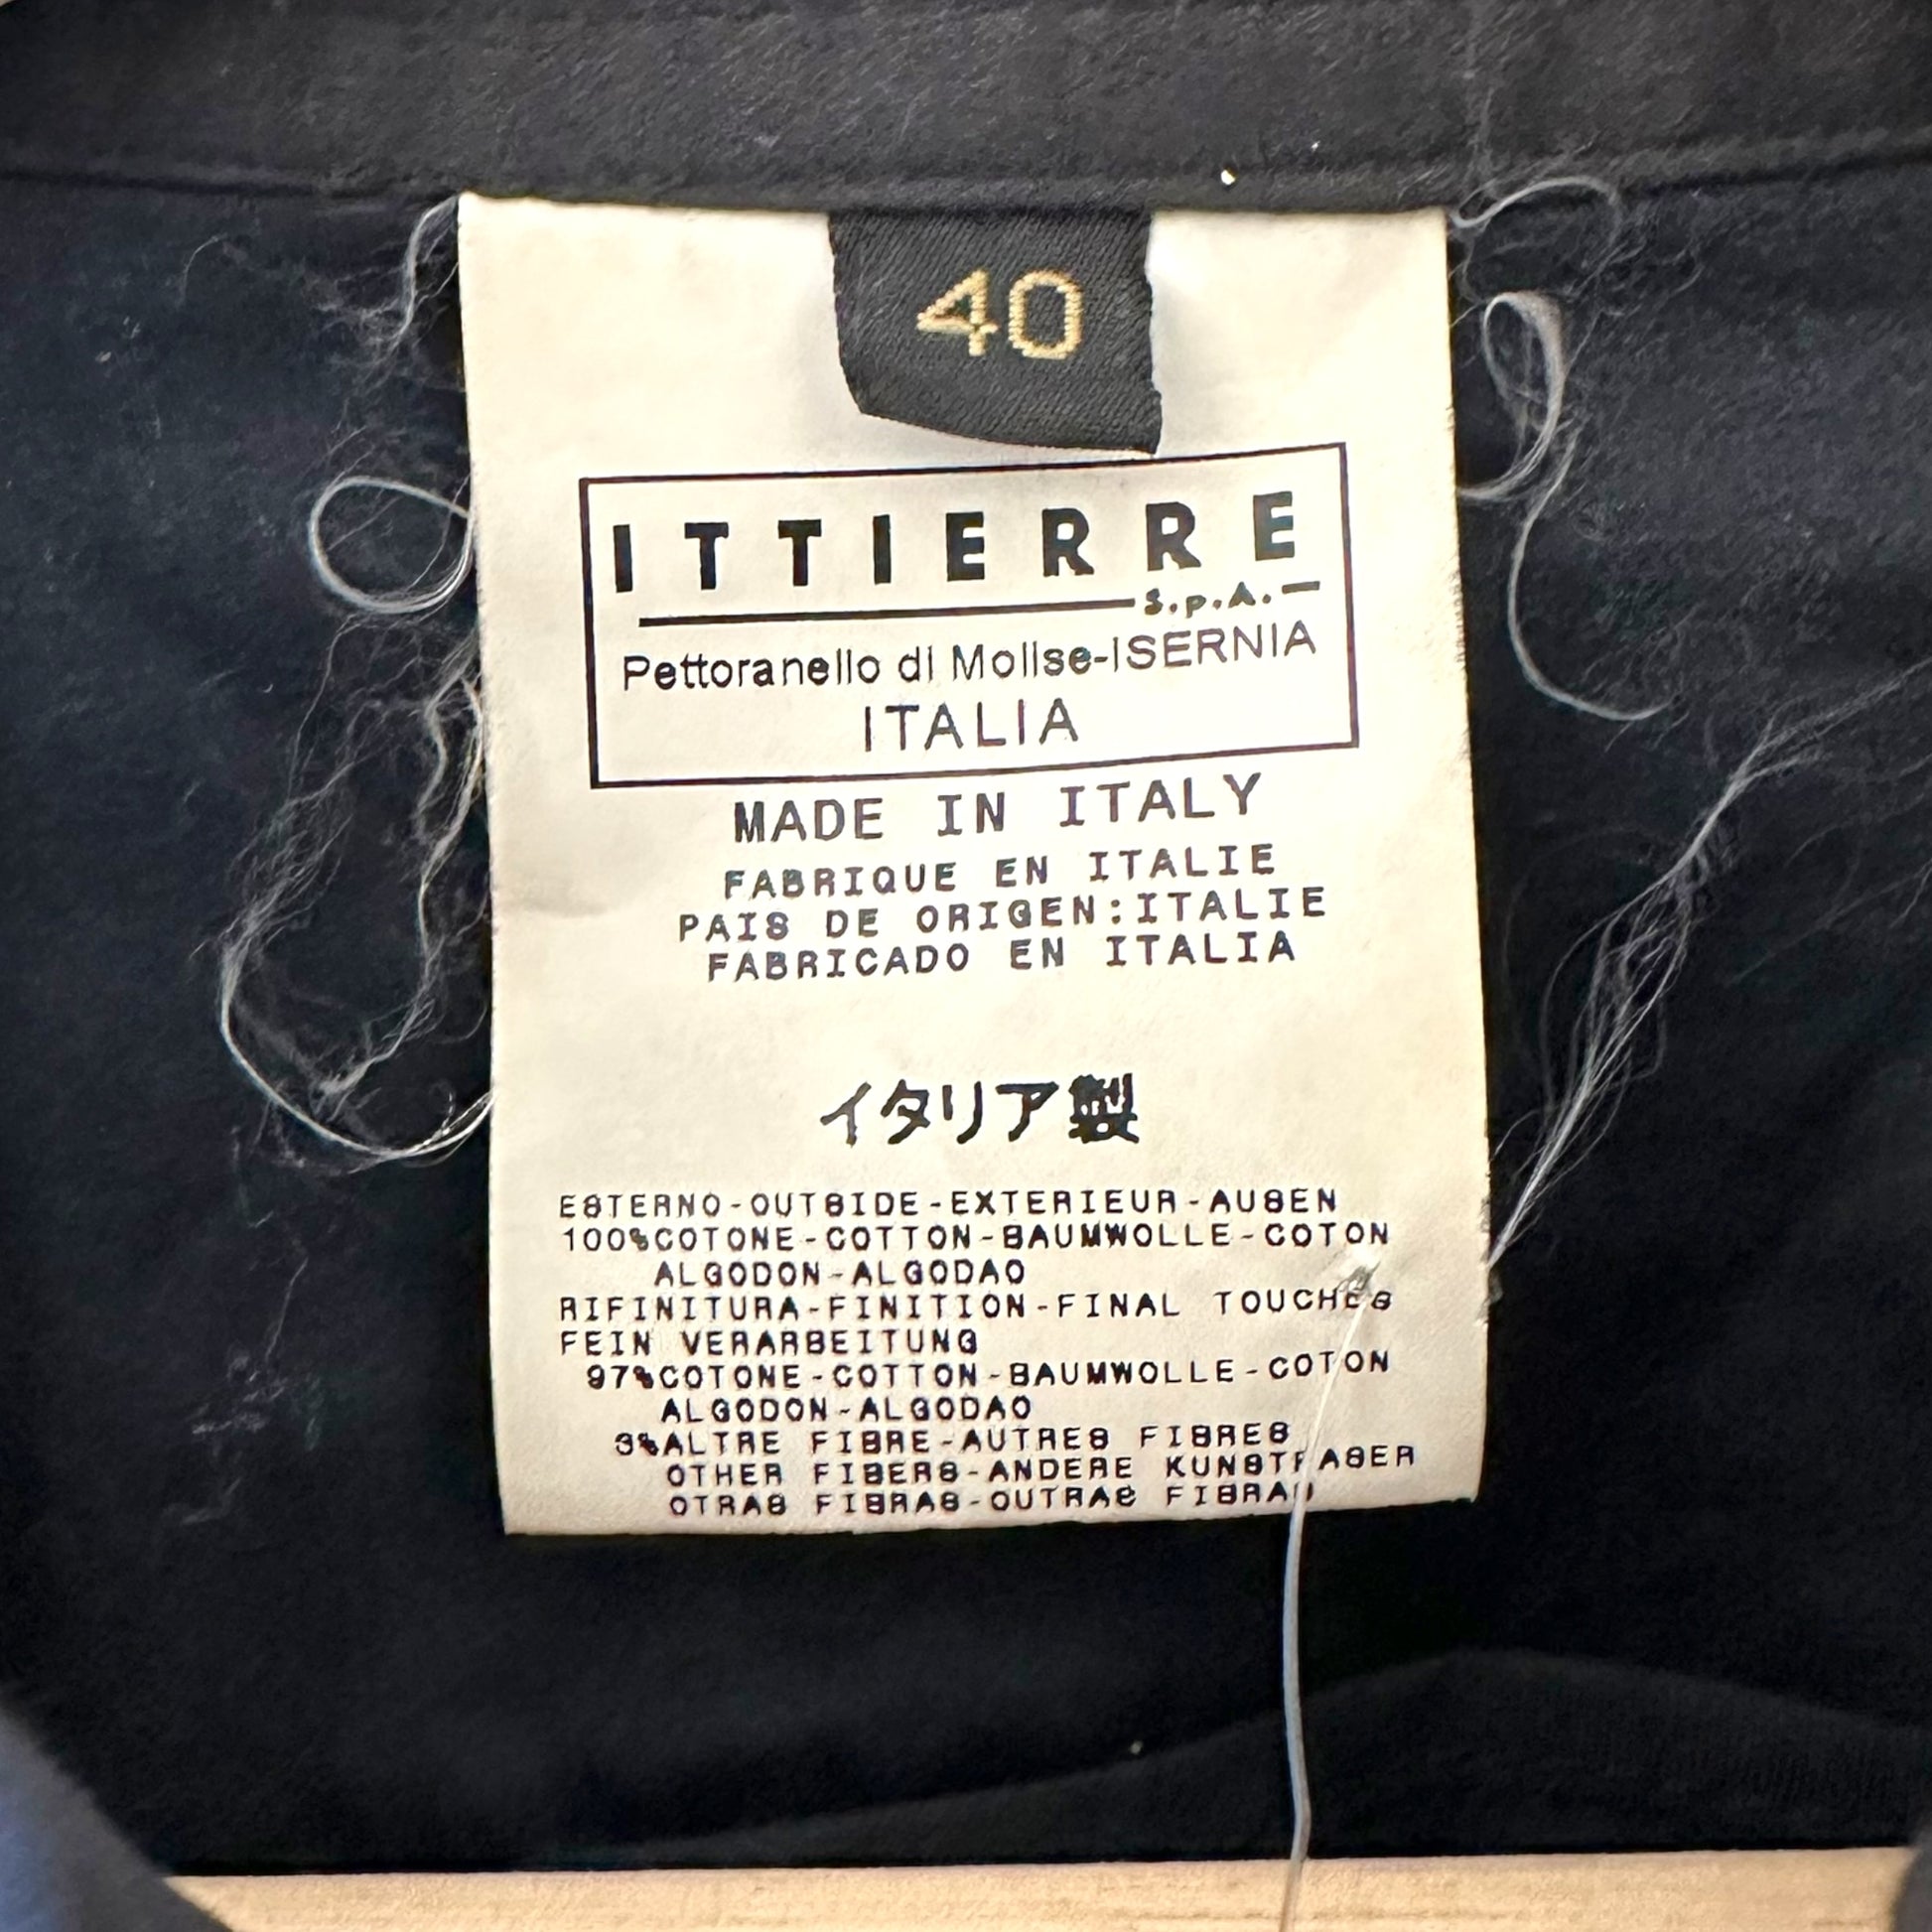 40
ITTIERRE
S.p.A.
Pettoranello di Molise-ISERNIA
ITALIA
MADE IN ITALY
FABRIQUE EN ITALIE
PAIS DE ORIGEN:ITALIE
FABRICADO EN ITALIA
イタリア製
ESTERNO-OUTSIDE-EXTERIEUR-AUSEN
100%COTONE-COTTON-BAUMWOLLE-COTON
ALGODON-ALGODAO
RIFINITURA-FINITION-FINAL TOUCHES
FEIN VERARBEITUNG
97%COTONE-COTTON-BAUMWOLLE-COTON
ALGODON-ALGODAO
3%ALTRE FIBRE-AUTRES FIBRES
OTHER FIBERS-ANDERE KUNSTFASER
OTRAS FIBRAS-OUTRAS FIBRAS